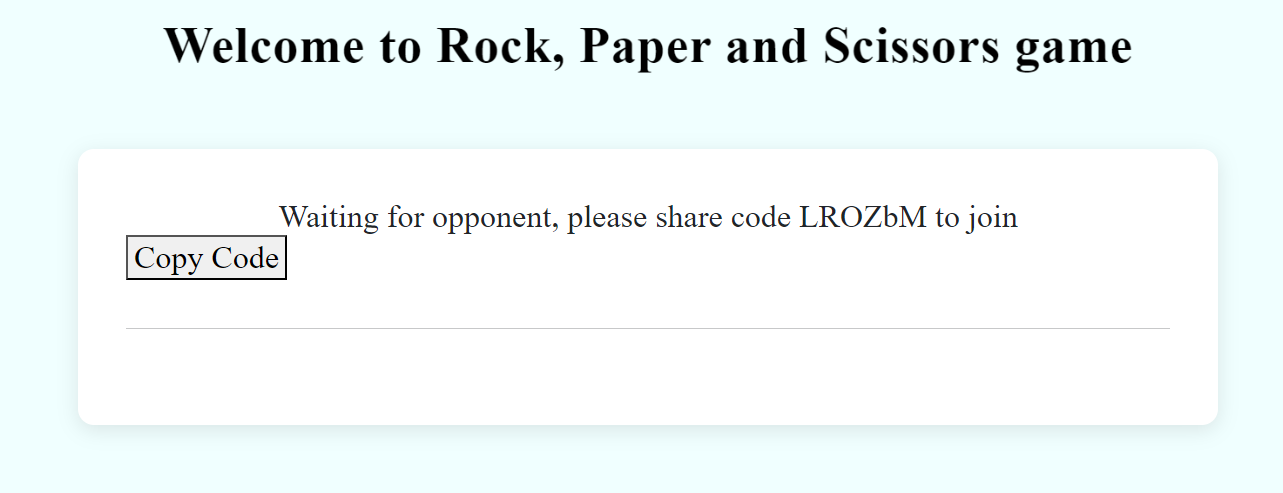 Welcome to Rock, Paper and Scissors game
Waiting for opponent, please share code LROZbM to join
Copy Code